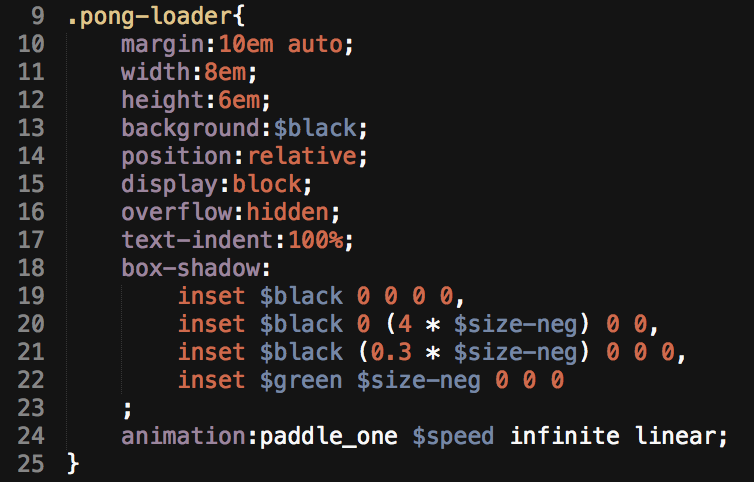 9 .pong-loader{
10 margin:10em auto;
11 width:8em;
12 height:6em;
13 background:$black;
14 position:relative;
15 display:block;
16 overflow:hidden;
17 text-indent:100%;
18 box-shadow:
19 inset $black 0 0 0 0,
20 inset $black 0 (4 * $size-neg) 0 0,
21 inset $black (0.3 * $size-neg) 0 0 0,
22 inset $green $size-neg 0 0 0
23 ;
24 animation:paddle_one $speed infinite linear;
25 }